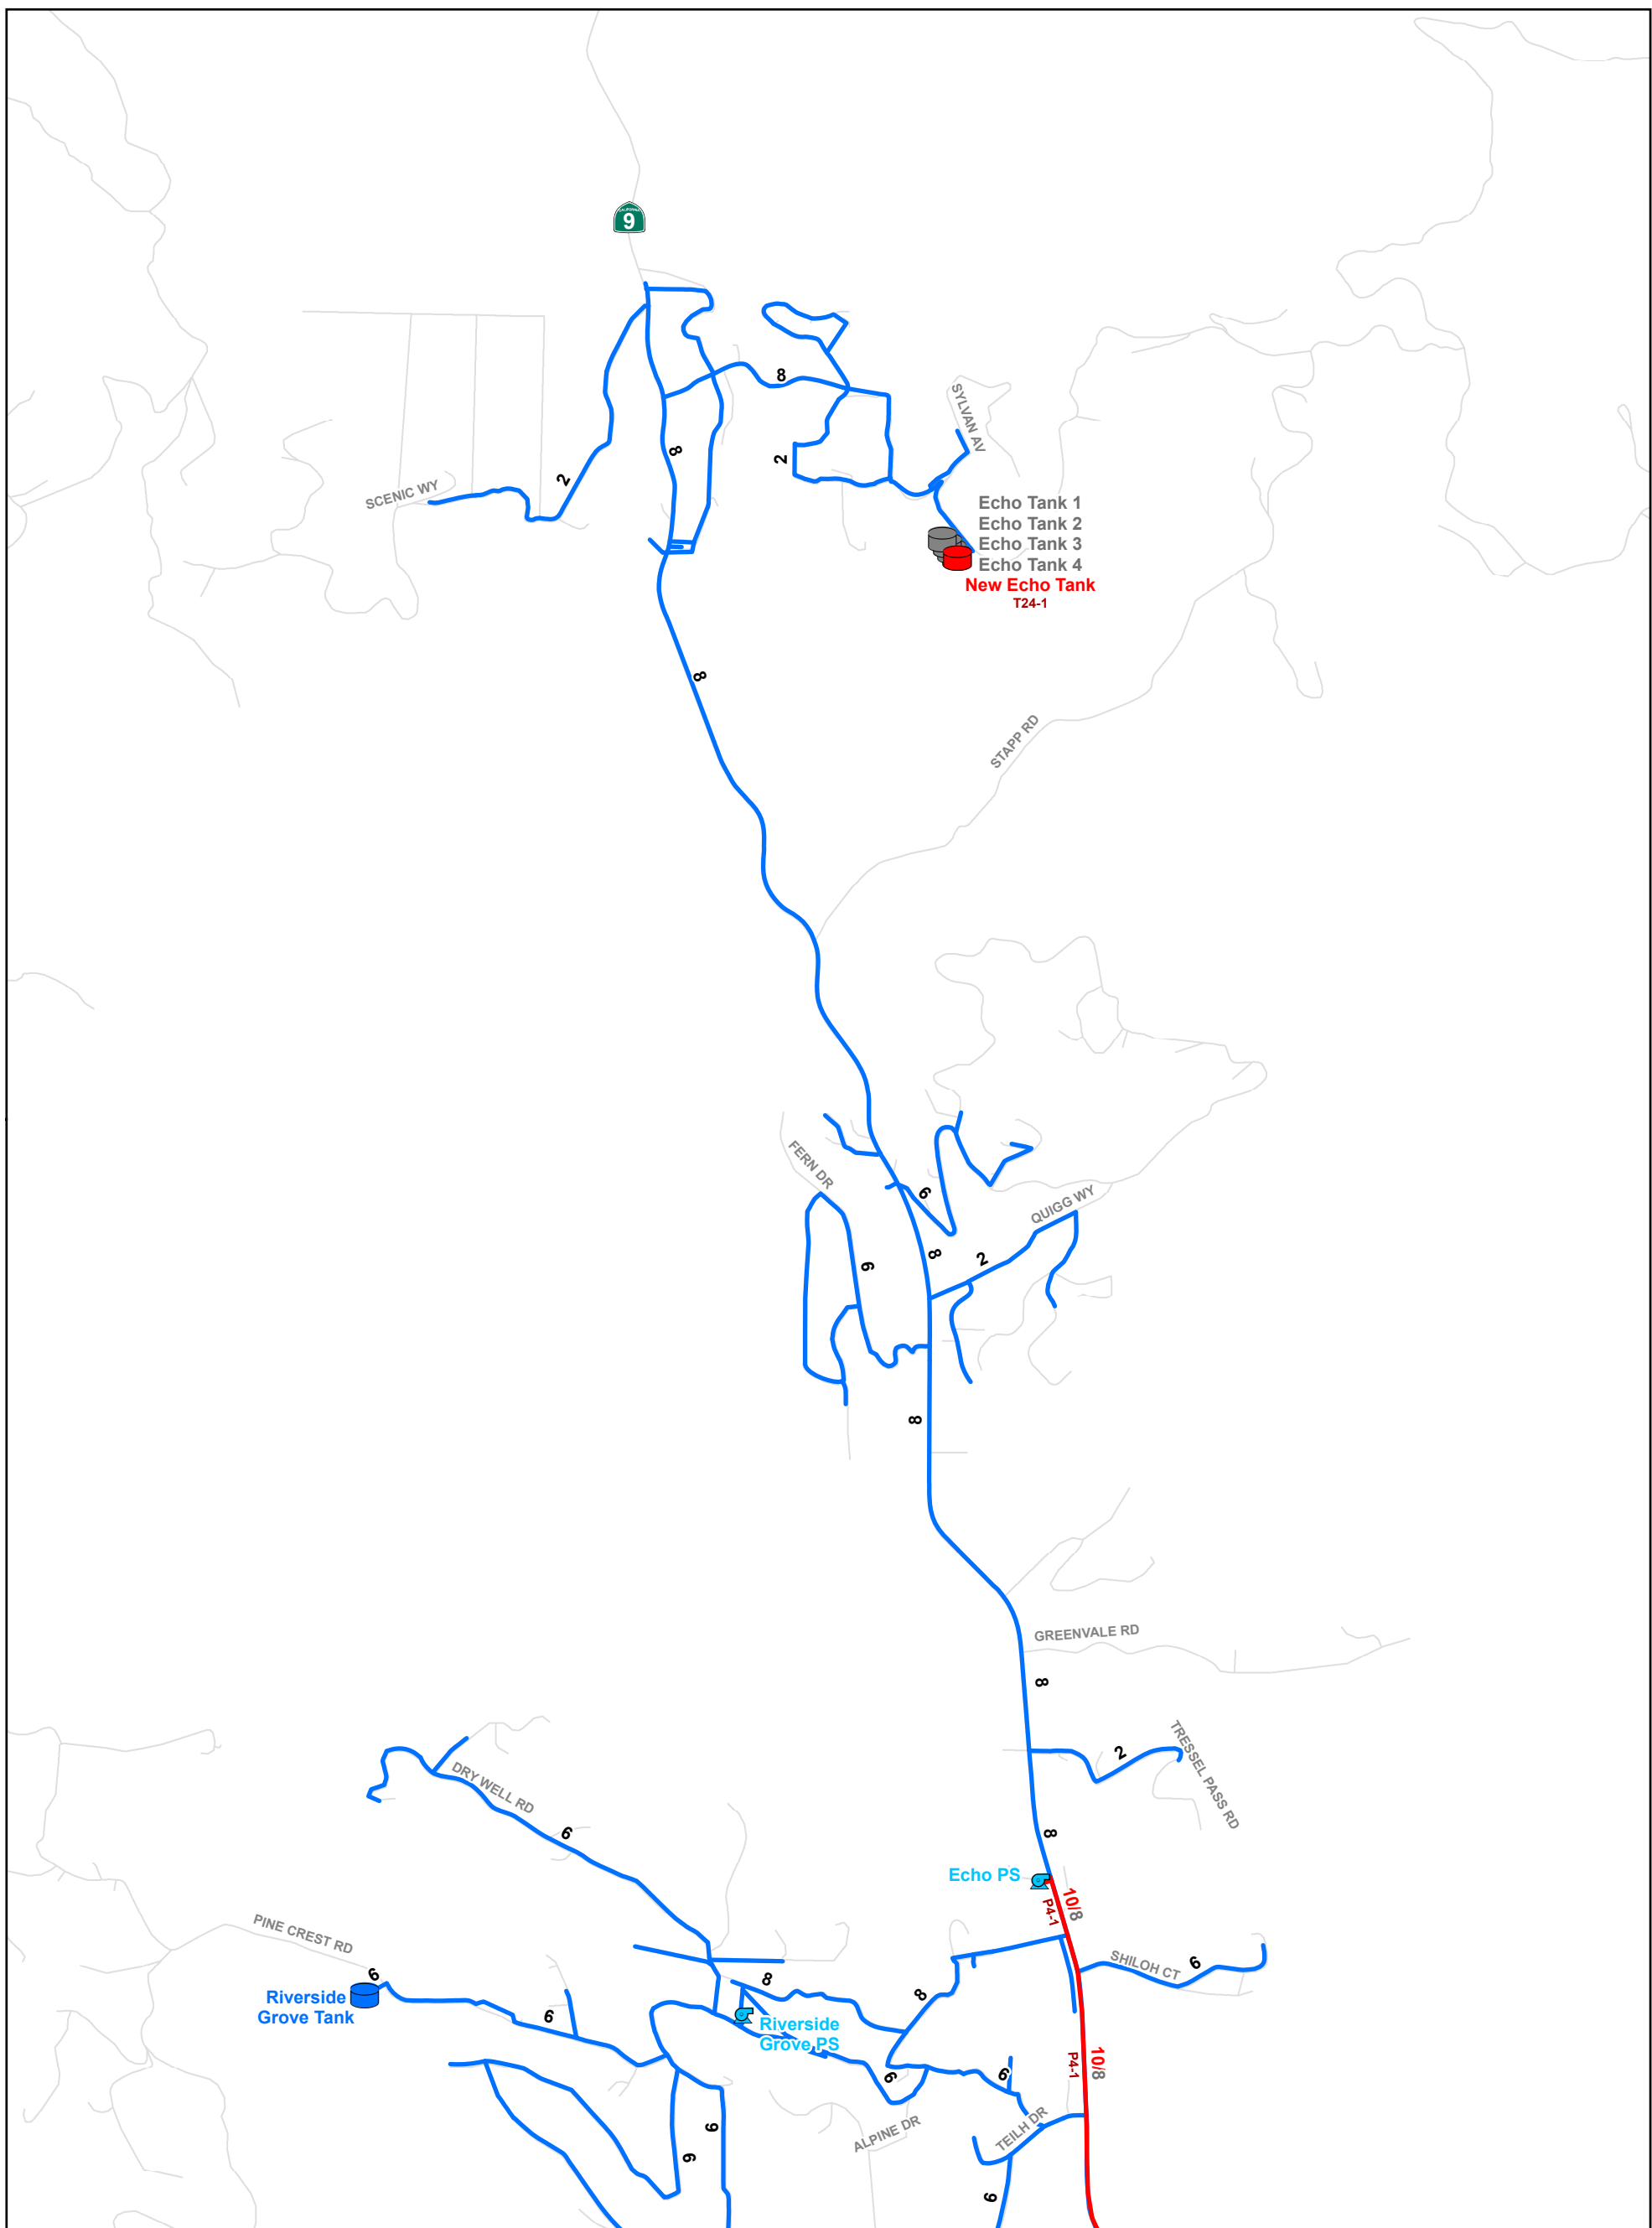 CALIFORNIA
9
8
SYLVAN AV
8
2
2
SCENIC WY
Echo Tank 1
Echo Tank 2
Echo Tank 3
Echo Tank 4
New Echo Tank
T24-1
8
STAPP RD
FERN DR
6
QUIGG WY
8
2
6
8
GREENVALE RD
8
TRESSEL PASS RD
2
DRY WELL RD
6
8
Echo PS
10/8
P4-1
PINE CREST RD
SHILOH CT
6
6
8
8
Riverside
Grove Tank
6
Riverside
Grove PS
10/8
P4-1
6
6
TEILH DR
ALPINE DR
6
6
6